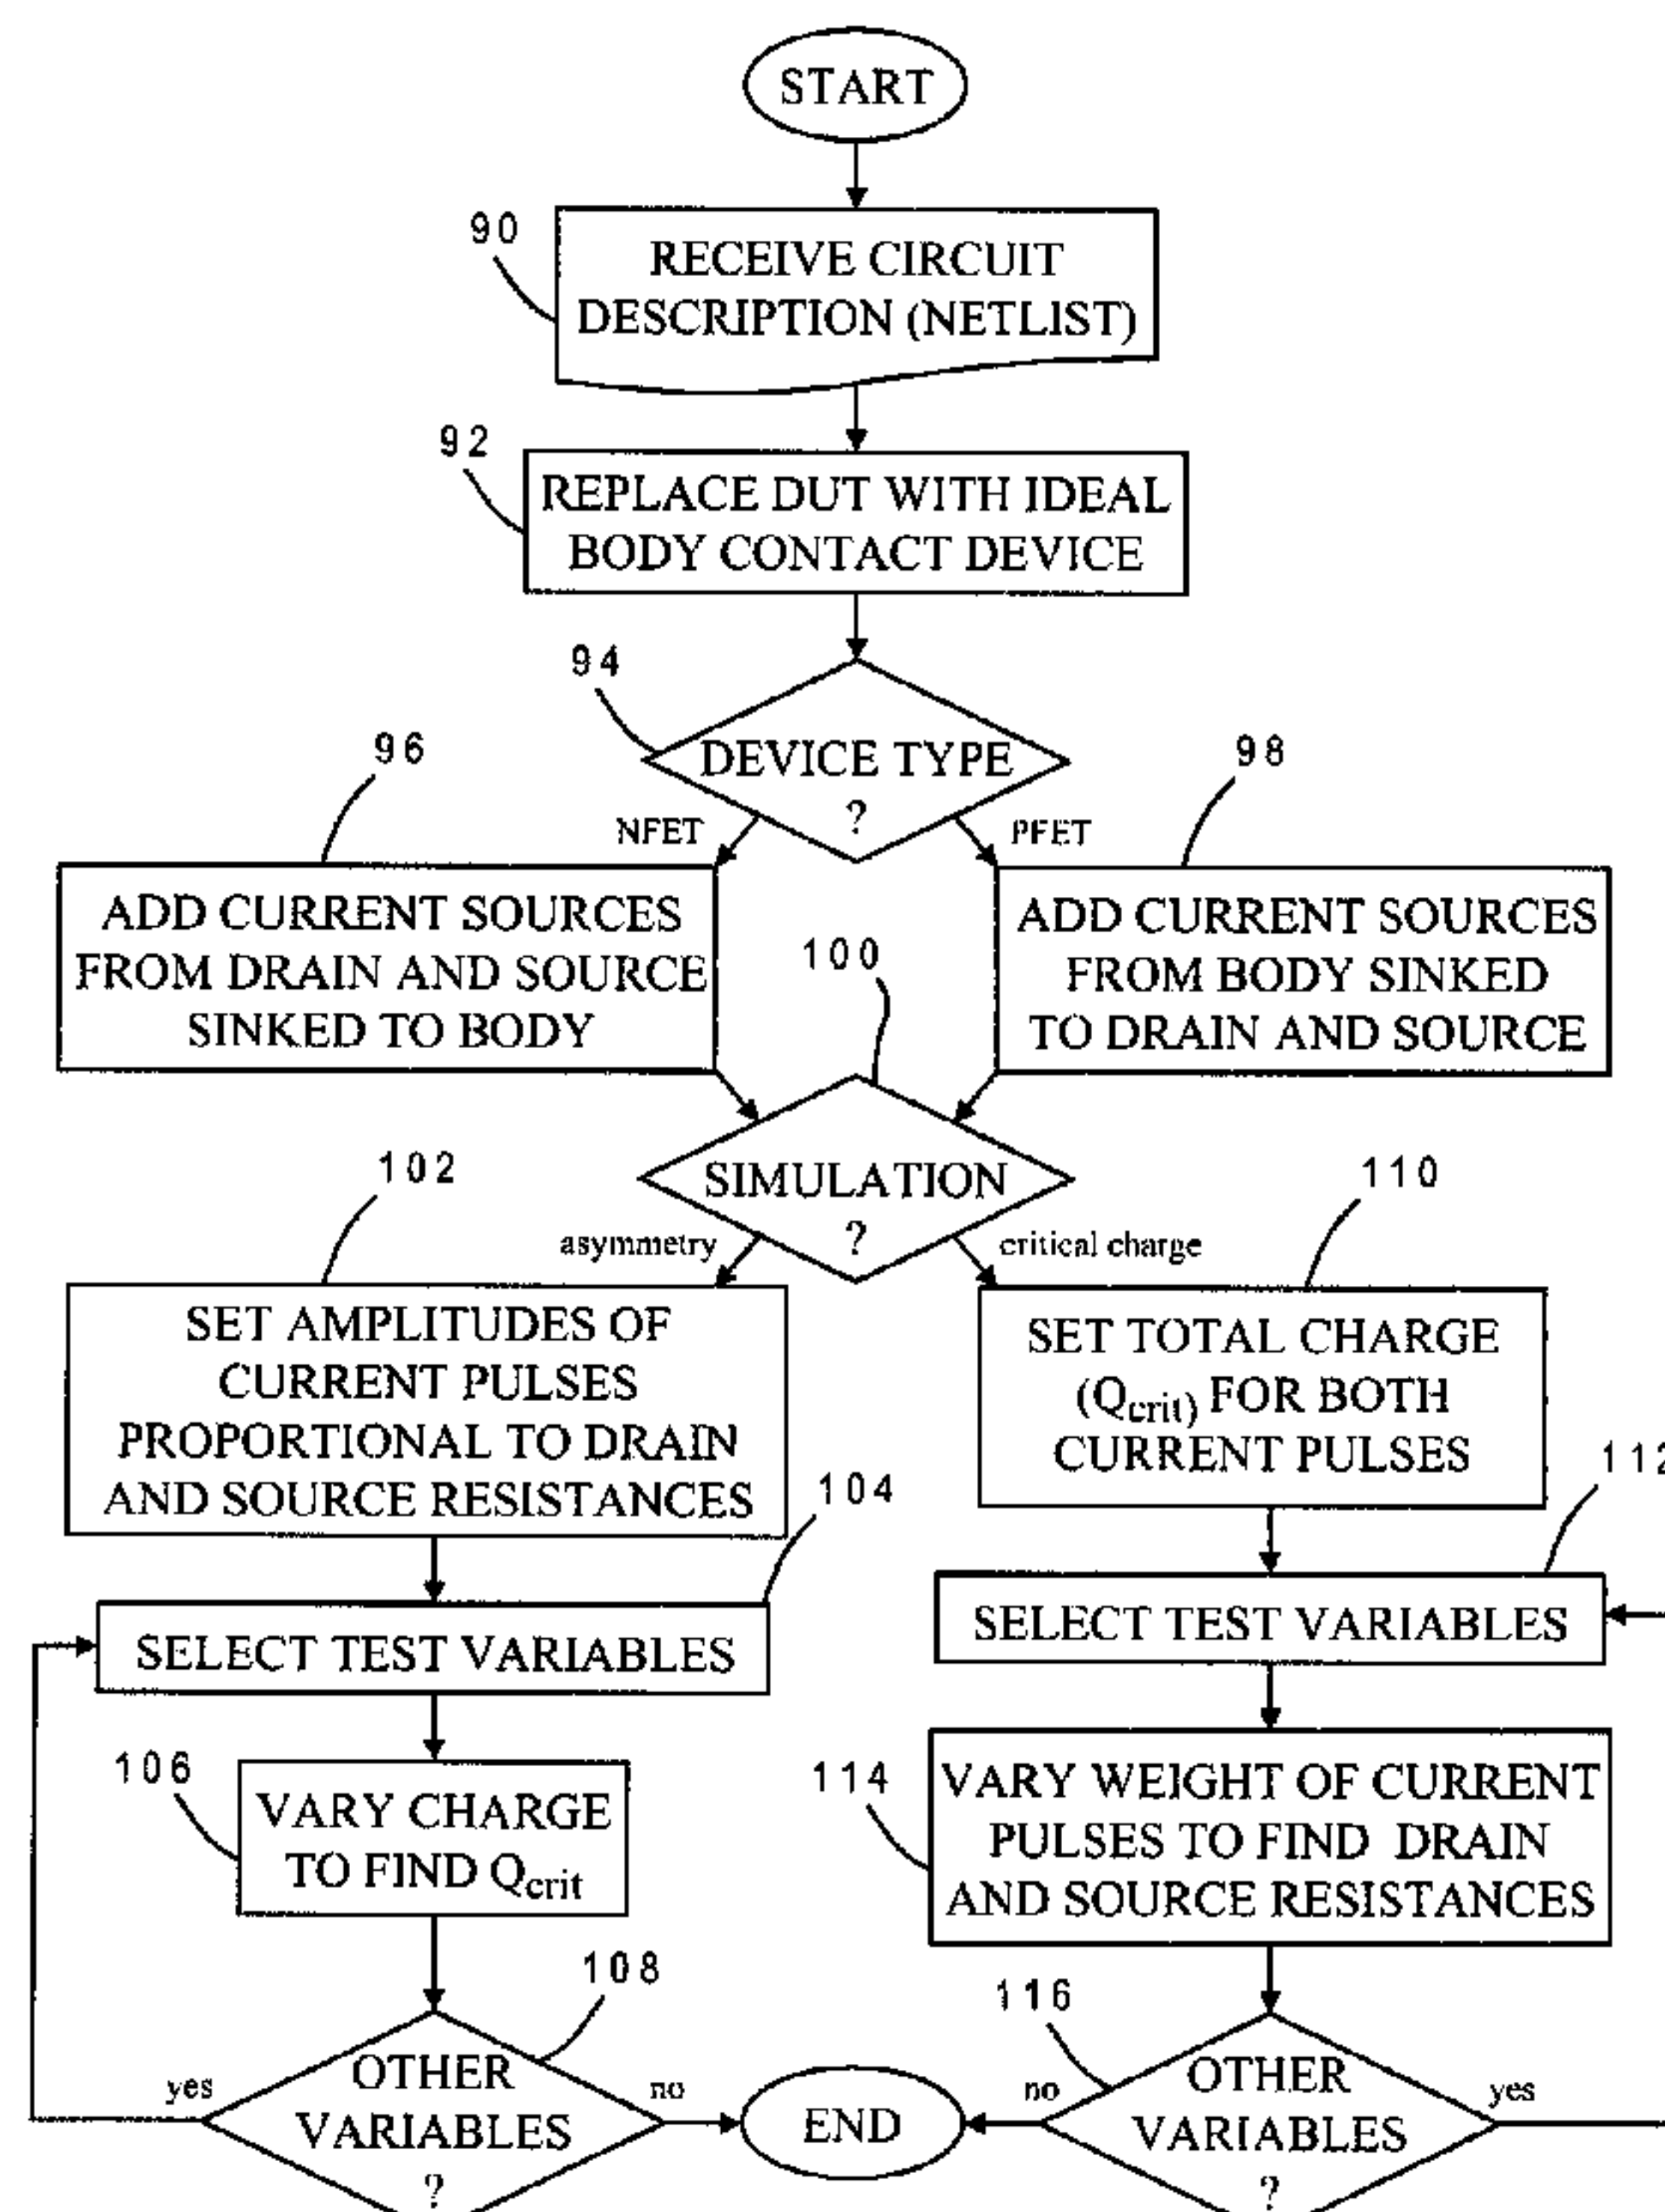 START
90
RECEIVE CIRCUIT
DESCRIPTION (NETLIST)
92
REPLACE DUT WITH IDEAL
BODY CONTACT DEVICE
94
DEVICE TYPE
?
NFET
PFET
96
ADD CURRENT SOURCES
FROM DRAIN AND SOURCE
SINKED TO BODY
98
ADD CURRENT SOURCES
FROM BODY SINKED
TO DRAIN AND SOURCE
100
SIMULATION
?
asymmetry
critical charge
102
SET AMPLITUDES OF
CURRENT PULSES
PROPORTIONAL TO DRAIN
AND SOURCE RESISTANCES
104
SELECT TEST VARIABLES
106
VARY CHARGE
TO FIND Qcrit
108
OTHER
VARIABLES
?
yes
no
110
SET TOTAL CHARGE
(Qcrit) FOR BOTH
CURRENT PULSES
112
SELECT TEST VARIABLES
114
VARY WEIGHT OF CURRENT
PULSES TO FIND DRAIN
AND SOURCE RESISTANCES
116
OTHER
VARIABLES
?
no
yes
END